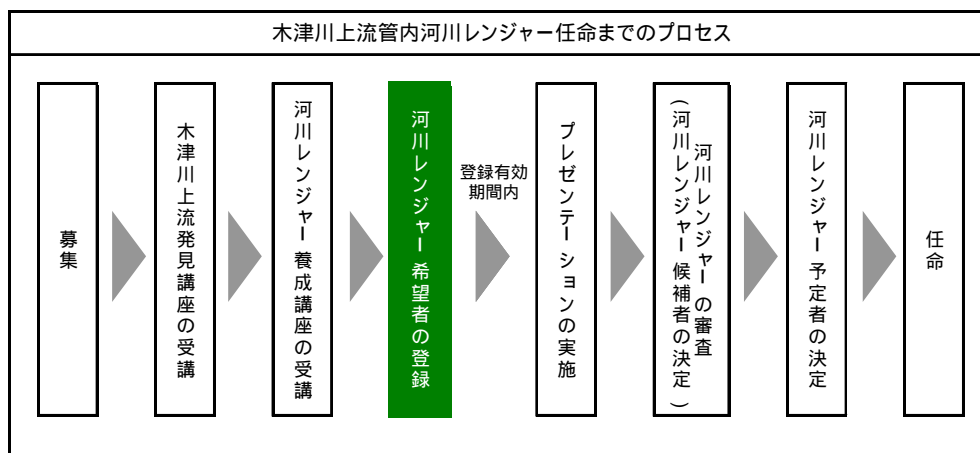 木津川上流管内河川レンジャー任命までのプロセス
募集
木津川上流発見講座の受講
河川レンジャー養成講座の受講
河川レンジャー希望者の登録
登録有効
期間内
プレゼンテーションの実施
河川レンジャーの審査
(河川レンジャー候補者の決定)
河川レンジャー予定者の決定
任命